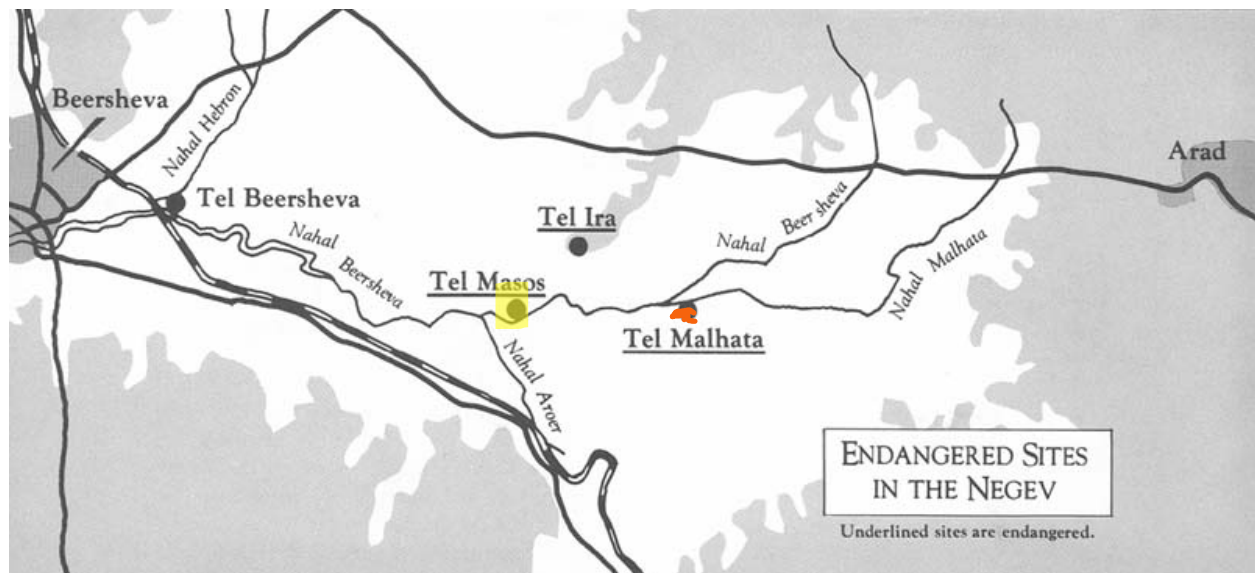 Beersheva
Nahal Hebron
Arad
Tel Beersheva
Tel Ira
Nahal Beersheva
Nahal Beer sheva
Nahal Malhata
Tel Masos
Tel Malhata
Nahal Aroer
ENDANGERED SITES
IN THE NEGEV
Underlined sites are endangered.